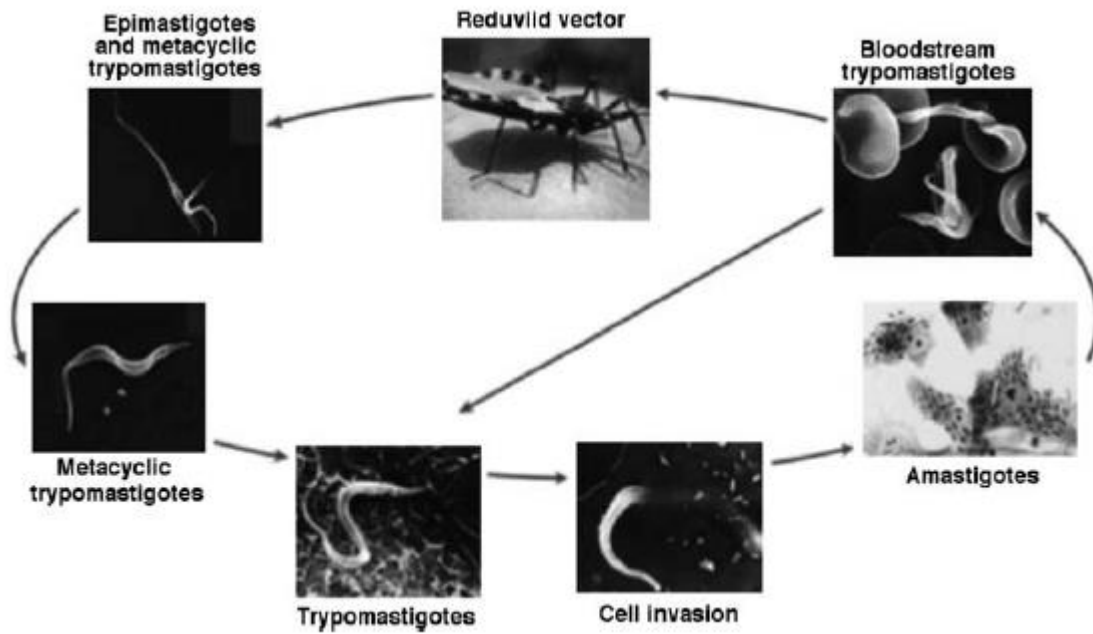 Epimastigotes
and metacyclic
trypomastigotes
Reduviid vector
Bloodstream
trypomastigotes
Metacyclic
trypomastigotes
Trypomastigotes
Cell invasion
Amastigotes